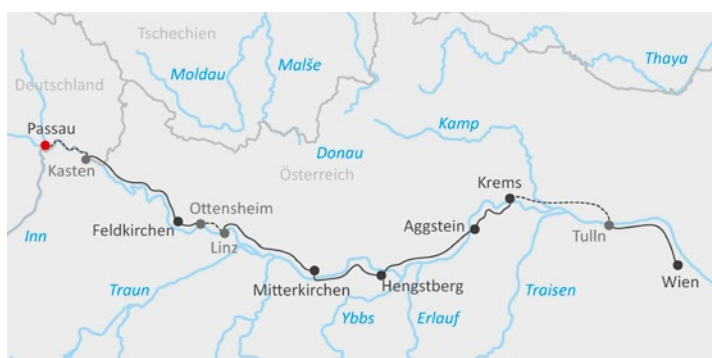 Tschechien
Moldau
Malše
Thaya
Deutschland
Passau
Kasten
Kamp
Donau
Österreich
Krems
Inn
Feldkirchen
Ottensheim
Linz
Aggstein
Tulln
Traun
Mitterkirchen
Hengstberg
Traisen
Wien
Ybbs
Erlauf